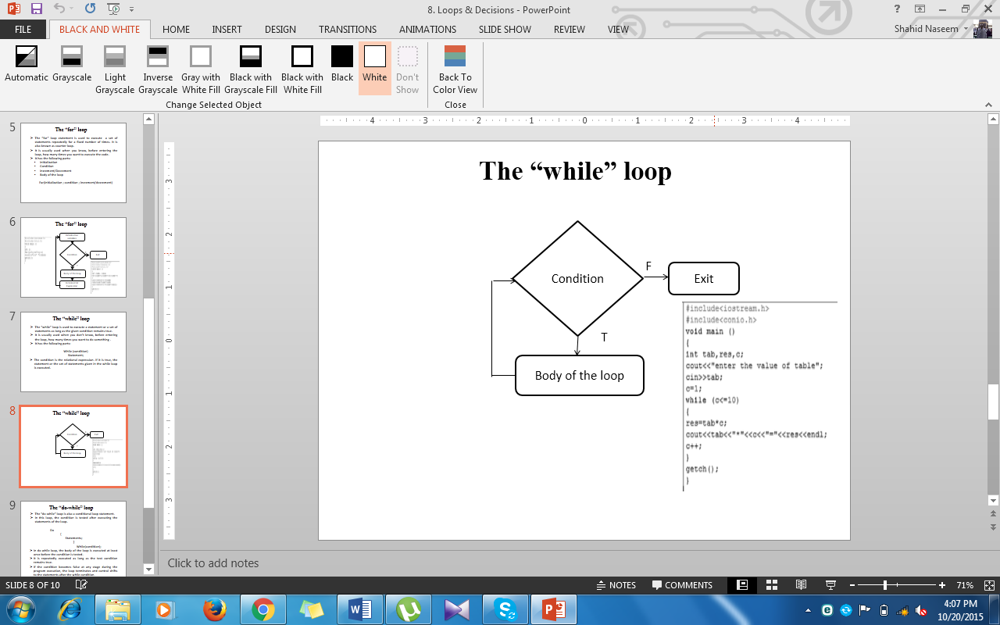 8. Loops & Decisions - PowerPoint
FILE BLACK AND WHITE HOME INSERT DESIGN TRANSITIONS ANIMATIONS SLIDE SHOW REVIEW VIEW Shahid Naseem
Automatic Grayscale Light Grayscale Inverse Grayscale Gray with White Fill Black with Grayscale Fill Black with White Fill Black White Don't Show Back To Color View
Change Selected Object Close
4 3 2 1 0 1 2 3 4
3
2
1
0
1
2
3
5
The "for" loop
The "for" loop statement is used to execute a set of
statements repeatedly for a fixed number of times. It is
also known as counter loop.
It is usually used when you know, before entering the
loop, how many times you want to execute the code.
It has the following parts:
Initialization
Condition
Increment/Decrement
Body of the loop
For(initialization ; condition ; increment/decrement)
6
The "for" loop
Condition
Exit
Body of the loop
7
The "while" loop
The "while" loop is used to execute a statement or a set of
statements as long as the given condition remains true.
It is usually used when you don't know, before entering
the loop, how many times you want to do something .
It has the following parts:
While (condition)
Statement;
The condition is the relational expression. If it is true, the
statement or the set of statements given in the while loop
is executed.
8
The "while" loop
Condition
Exit
Body of the loop
9
The "do-while" loop
The "do-while" loop is also a conditional loop statement.
In this loop, the condition is tested after executing the
statements of the loop.
Do
{
Statements;
}
While(condition);
In do-while loop, the body of the loop is executed at least
once before the condition is tested.
It is repeatedly executed as long as the test condition
remains true.
If the condition becomes false at any stage during the
program execution, the loop terminates and control shifts
to the statements after the while condition.
The “while” loop
Condition
F
Exit
T
Body of the loop
#include<iostream.h>
#include<conio.h>
void main ()
{
int tab,res,c;
cout<<"enter the value of table";
cin>>tab;
c=1;
while (c<=10)
{
res=tab*c;
cout<<tab<<"*"<<c<<"="<<res<<endl;
c++;
}
getch();
}
Click to add notes
SLIDE 8 OF 10 NOTES COMMENTS 71%
4:07 PM
10/20/2015